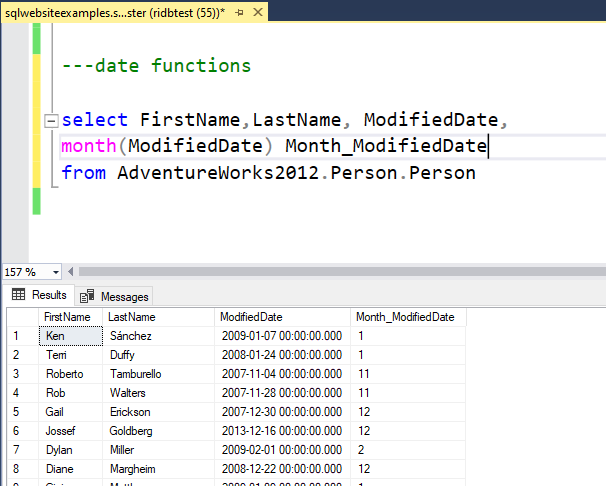 sqlwebsiteexamples.s...ster (ridbtest (55))*
---date functions
select FirstName,LastName, ModifiedDate,
month(ModifiedDate) Month_ModifiedDate
from AdventureWorks2012.Person.Person
157 %
Results Messages
FirstName LastName ModifiedDate Month_ModifiedDate
1 Ken Sánchez 2009-01-07 00:00:00.000 1
2 Terri Duffy 2008-01-24 00:00:00.000 1
3 Roberto Tamburello 2007-11-04 00:00:00.000 11
4 Rob Walters 2007-11-28 00:00:00.000 11
5 Gail Erickson 2007-12-30 00:00:00.000 12
6 Jossef Goldberg 2013-12-16 00:00:00.000 12
7 Dylan Miller 2009-02-01 00:00:00.000 2
8 Diane Margheim 2008-12-22 00:00:00.000 12